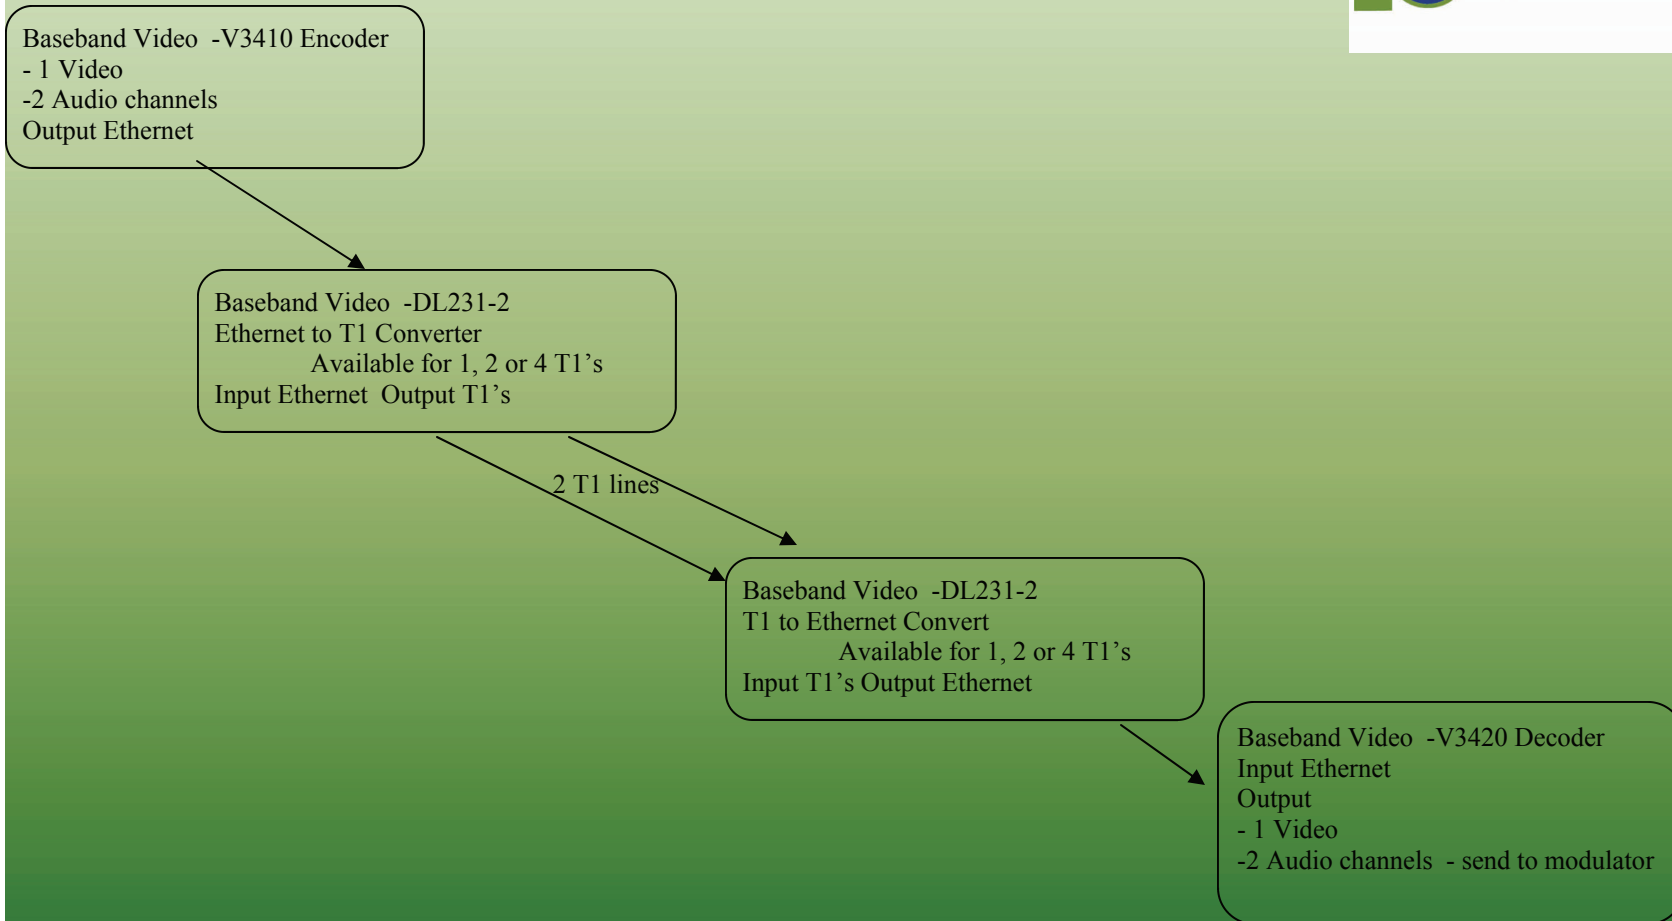 Baseband Video -V3410 Encoder
- 1 Video
-2 Audio channels
Output Ethernet
Baseband Video -DL231-2
Ethernet to T1 Converter
Available for 1, 2 or 4 T1’s
Input Ethernet Output T1’s
2 T1 lines
Baseband Video -DL231-2
T1 to Ethernet Convert
Available for 1, 2 or 4 T1’s
Input T1’s Output Ethernet
Baseband Video -V3420 Decoder
Input Ethernet
Output
- 1 Video
-2 Audio channels - send to modulator